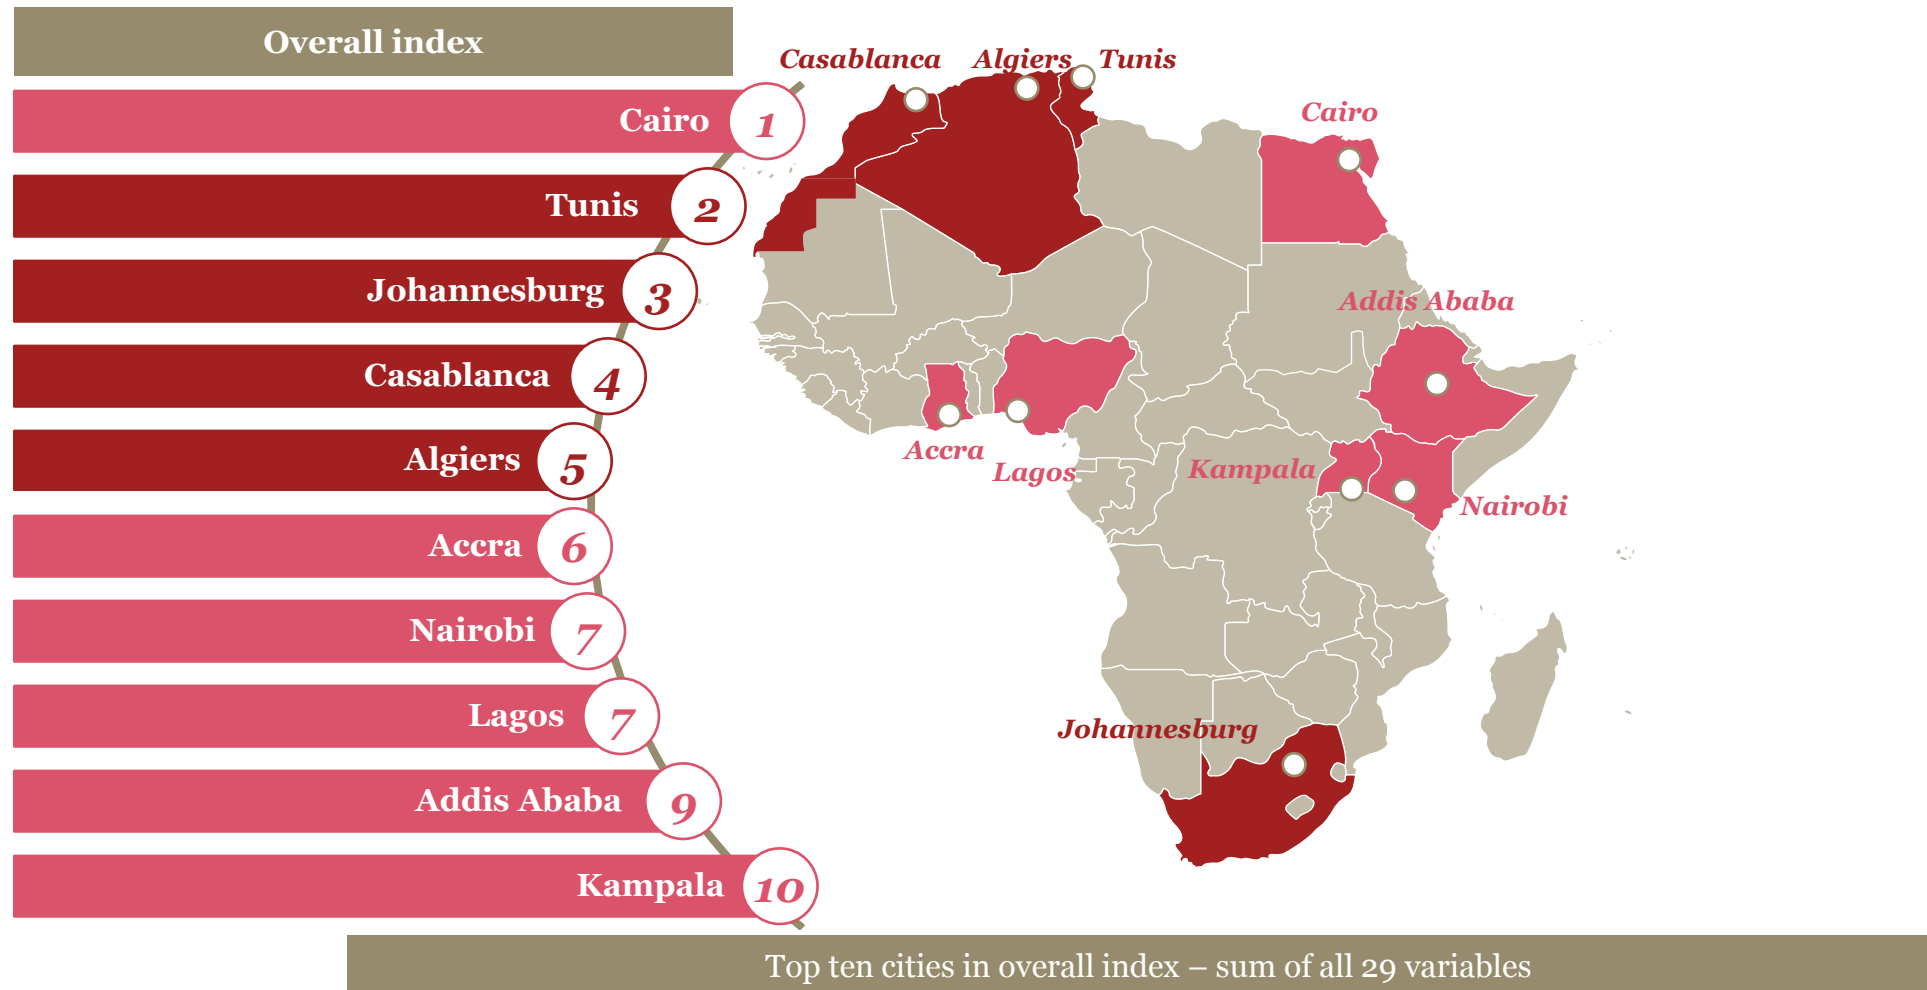 Overall index
Cairo 1
Tunis 2
Johannesburg 3
Casablanca 4
Algiers 5
Accra 6
Nairobi 7
Lagos 7
Addis Ababa 9
Kampala 10
Casablanca
Algiers
Tunis
Cairo
Addis Ababa
Accra
Lagos
Kampala
Nairobi
Johannesburg
Top ten cities in overall index – sum of all 29 variables